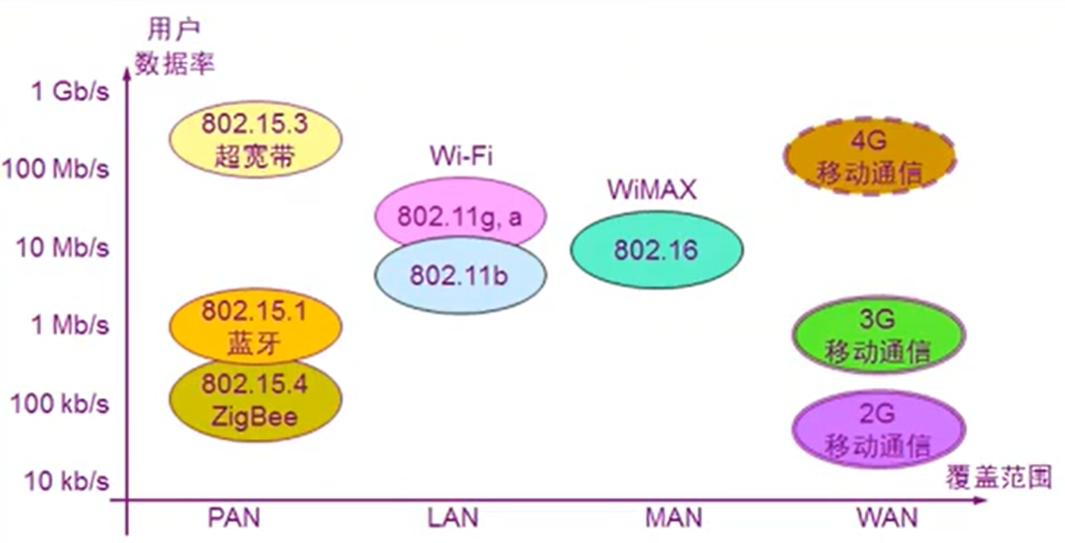 用户
数据率
1 Gb/s
802.15.3
超宽带
100 Mb/s
Wi-Fi
4G
移动通信
802.11g, a
WiMAX
10 Mb/s
802.11b
802.16
802.15.1
蓝牙
1 Mb/s
3G
移动通信
802.15.4
ZigBee
100 kb/s
2G
移动通信
10 kb/s
覆盖范围
PAN
LAN
MAN
WAN